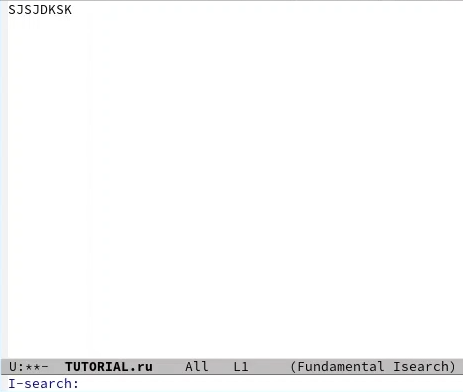 SJSJDKSK
U:**-  TUTORIAL.ru    All   L1     (Fundamental Isearch)
I-search: